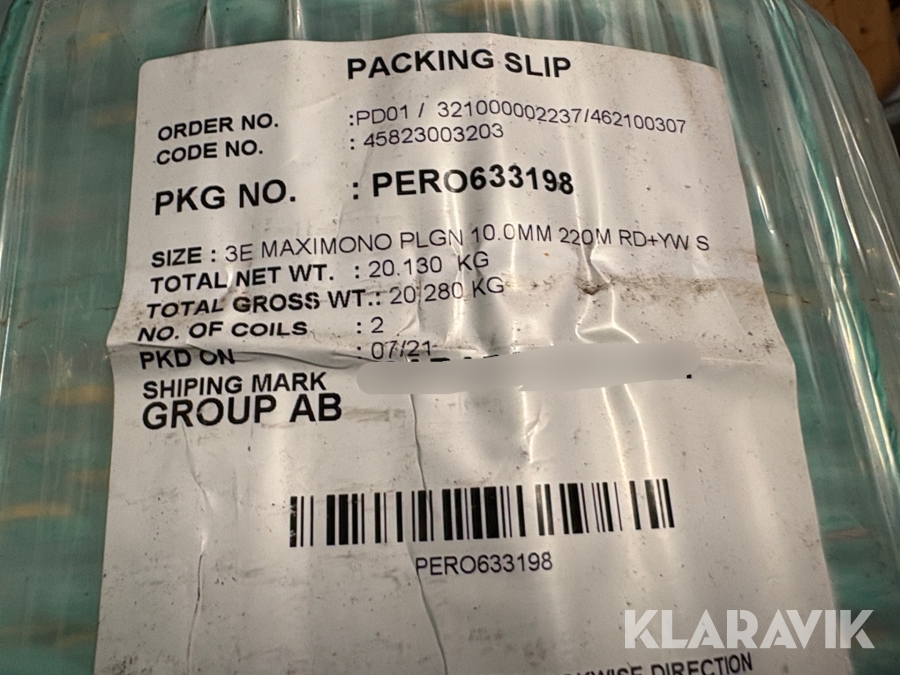 PACKING SLIP
ORDER NO. :PD01 / 321000002237/462100307
CODE NO. : 45823003203
PKG NO. : PERO633198
SIZE : 3E MAXIMONO PLGN 10.0MM 220M RD+YW S
TOTAL NET WT. : 20.130 KG
TOTAL GROSS WT.: 20.280 KG
NO. OF COILS : 2
PKD ON : 07/21
SHIPING MARK
GROUP AB
PERO633198
KLARAVIK
DIRECTION